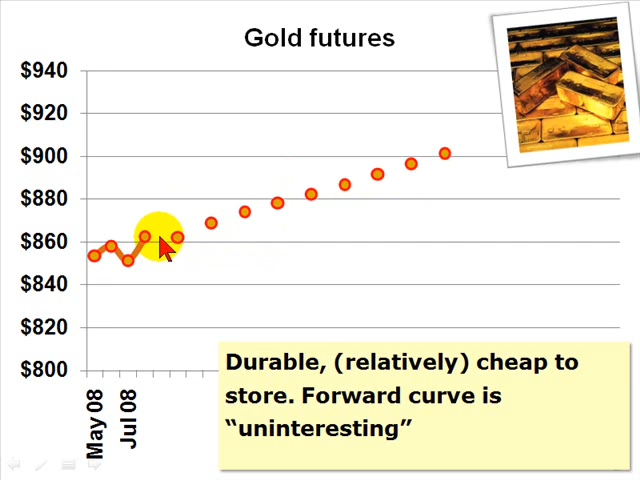 Gold futures
$940
$920
$900
$880
$860
$840
$820
$800
May 08
Jul 08
Durable, (relatively) cheap to
store. Forward curve is
“uninteresting”